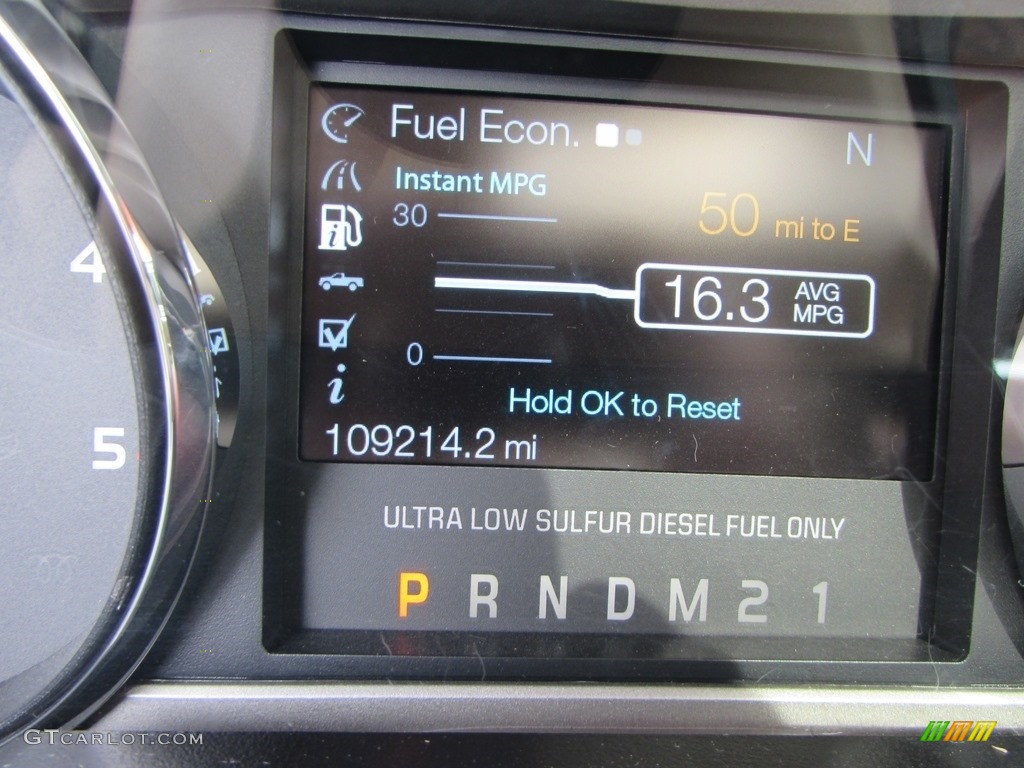 Fuel Econ.
N
Instant MPG
30
50 mi to E
16.3 AVG MPG
0
Hold OK to Reset
109214.2 mi
ULTRA LOW SULFUR DIESEL FUEL ONLY
P R N D M 2 1
4
5
GTCARLOT.COM